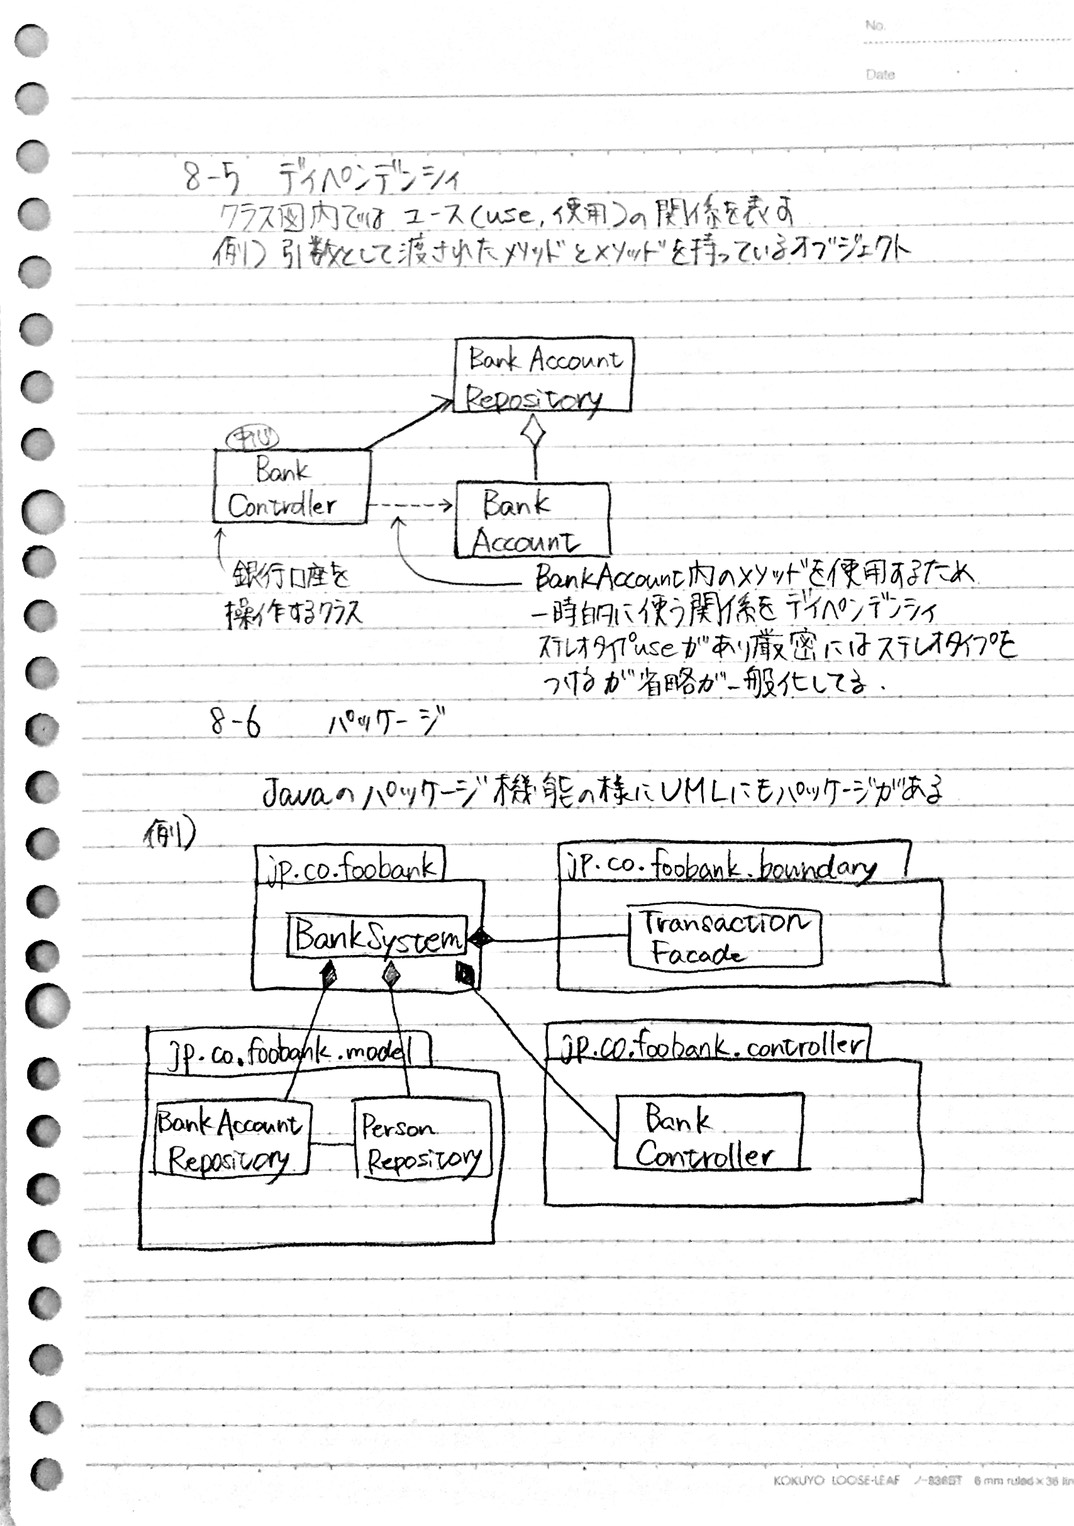 No.
Date
8-5 ディペンデンシィ
クラス図内では ユース(use,使用)の関係を表す
例) 引数として渡されたメソッドとメソッドを持っているオブジェクト
Bank Account
Repository
中心
Bank
Controller
Bank
Account
銀行口座を
操作するクラス
BankAccount内のメソッドを使用するため
一時的に使う関係をディペンデンシィ
ステレオタイプuseがあり厳密にはステレオタイプを
つけるが省略が一般化してる.
8-6 パッケージ
Javaのパッケージ機能の様にUMLにもパッケージがある
例)
jp.co.foobank
BankSystem
jp.co.foobank.boundary
Transaction
Facade
jp.co.foobank.model
Bank Account
Repository
Person
Repository
jp.co.foobank.controller
Bank
Controller
KOKUYO LOOSE-LEAF ノ-836BT 6 mm ruled×36 lin